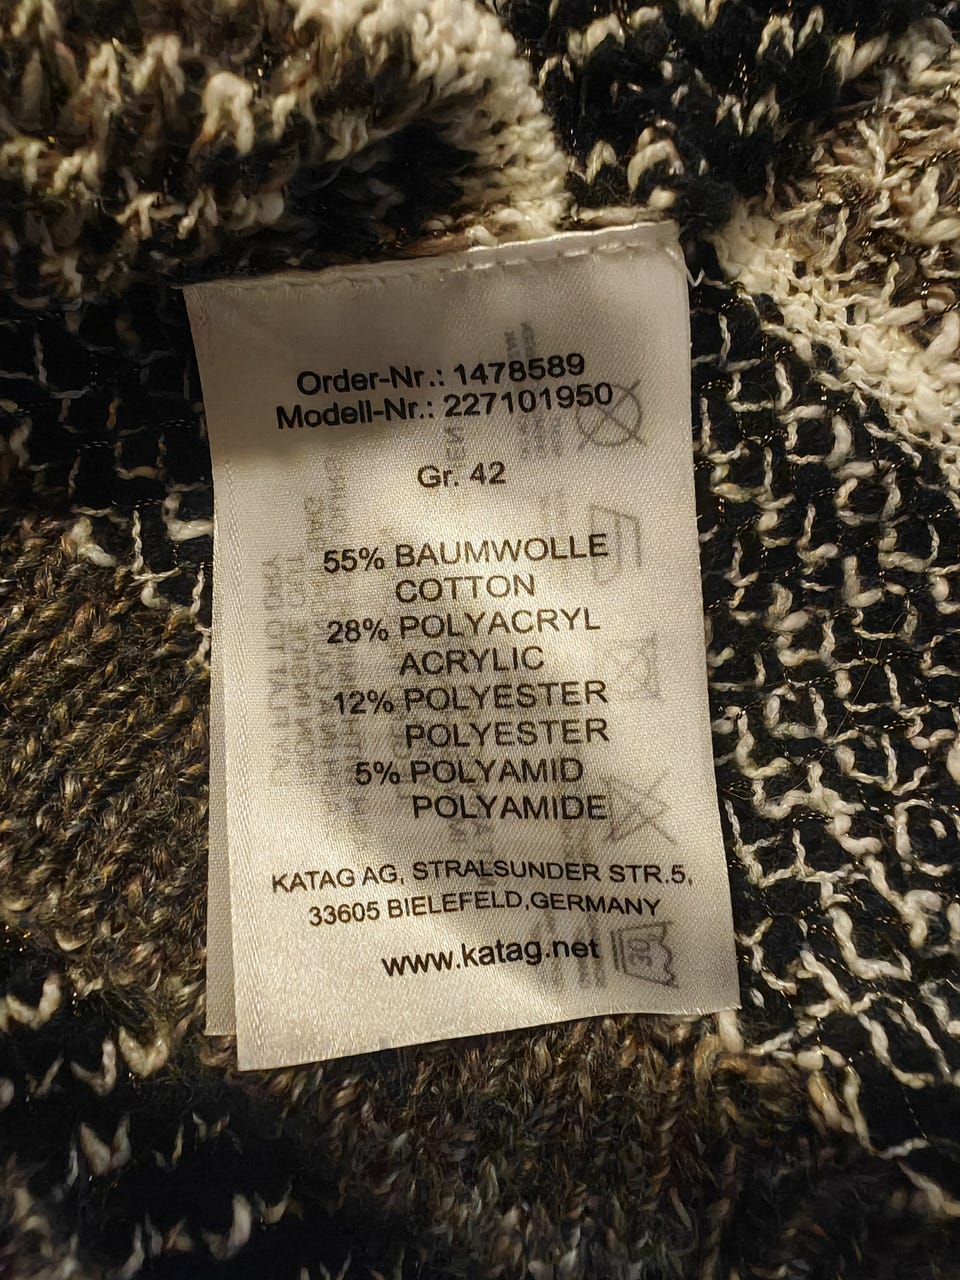 Order-Nr.: 1478589
Modell-Nr.: 227101950
Gr. 42
55% BAUMWOLLE
COTTON
28% POLYACRYL
ACRYLIC
12% POLYESTER
POLYESTER
5% POLYAMID
POLYAMIDE
KATAG AG, STRALSUNDER STR.5,
33605 BIELEFELD,GERMANY
www.katag.net